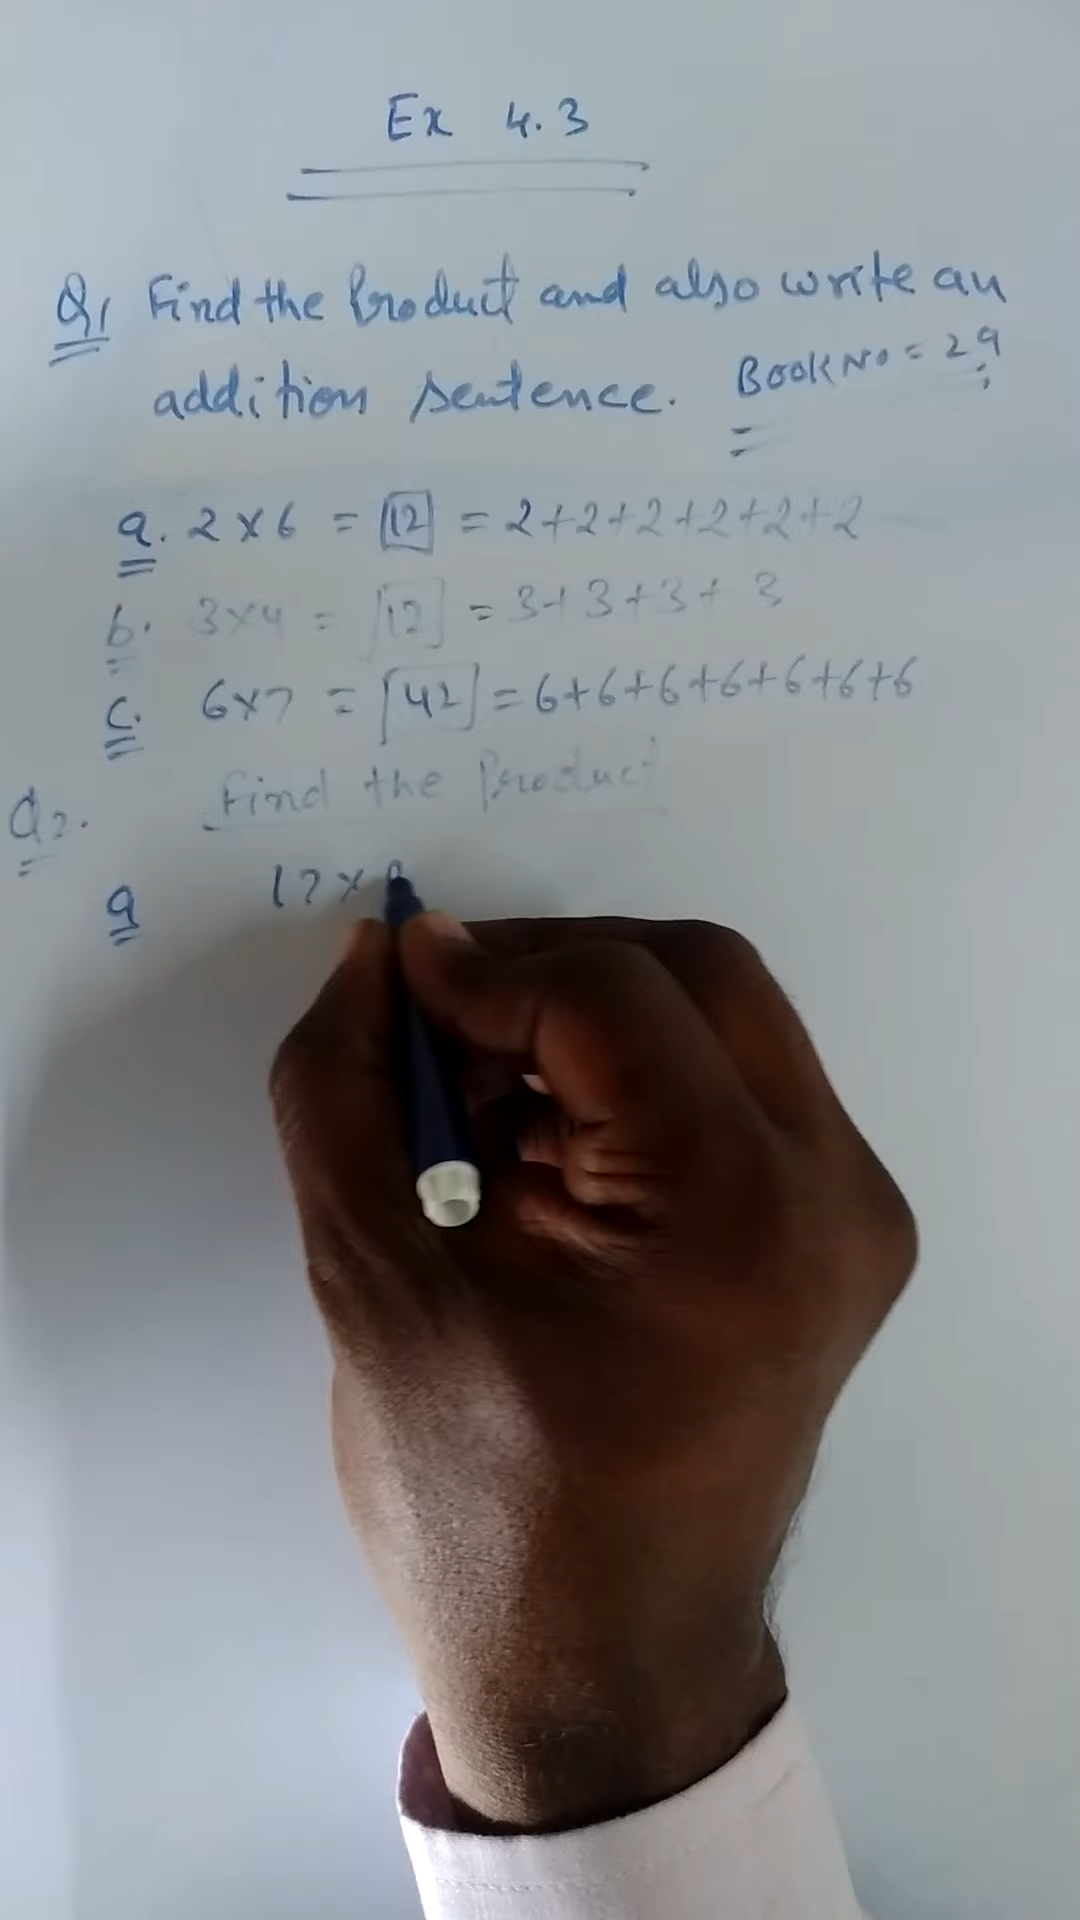 Ex 4.3
Q1 Find the Product and also write an
addition sentence. Book No = 29
a. 2 × 6 = 12 = 2+2+2+2+2+2
b. 3×4 = 12 = 3+3+3+3
c. 6×7 = 42 = 6+6+6+6+6+6+6
Q2. Find the Product
a 17 ×